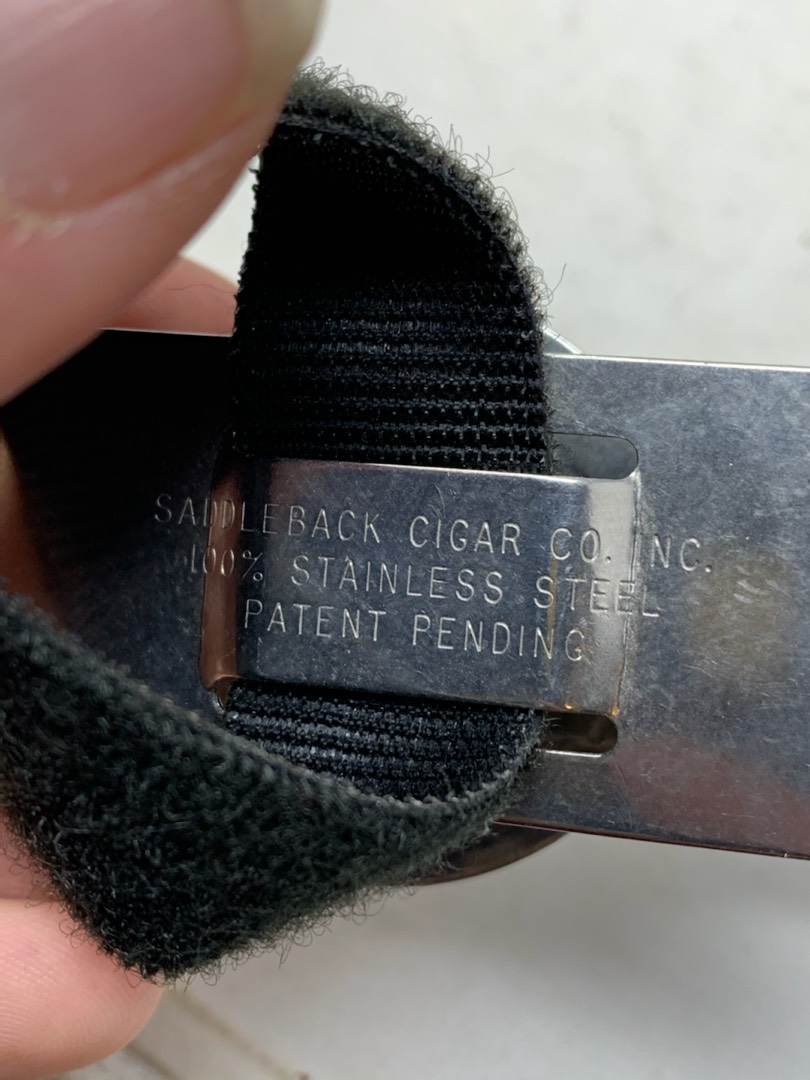 SADDLEBACK CIGAR CO. INC.
100% STAINLESS STEEL
PATENT PENDING